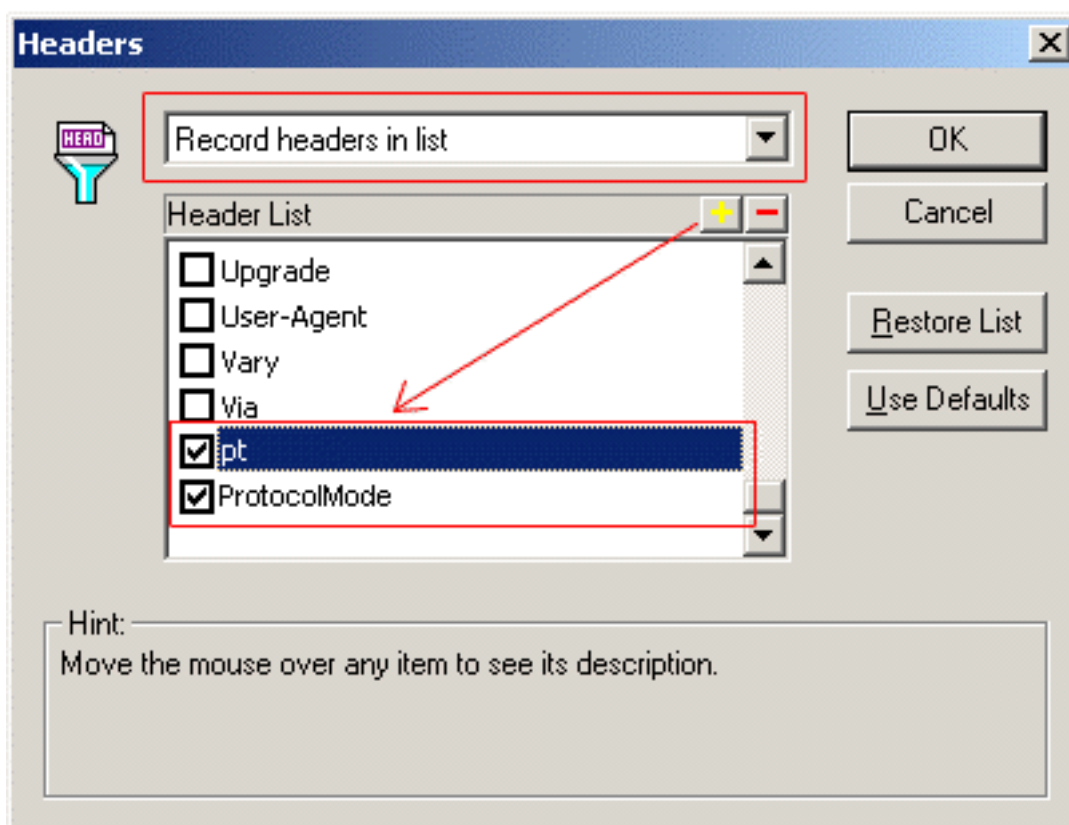 Headers
HEAD
Record headers in list
OK
Header List
Cancel
Upgrade
User-Agent
Vary
Via
pt
ProtocolMode
Restore List
Use Defaults
Hint:
Move the mouse over any item to see its description.